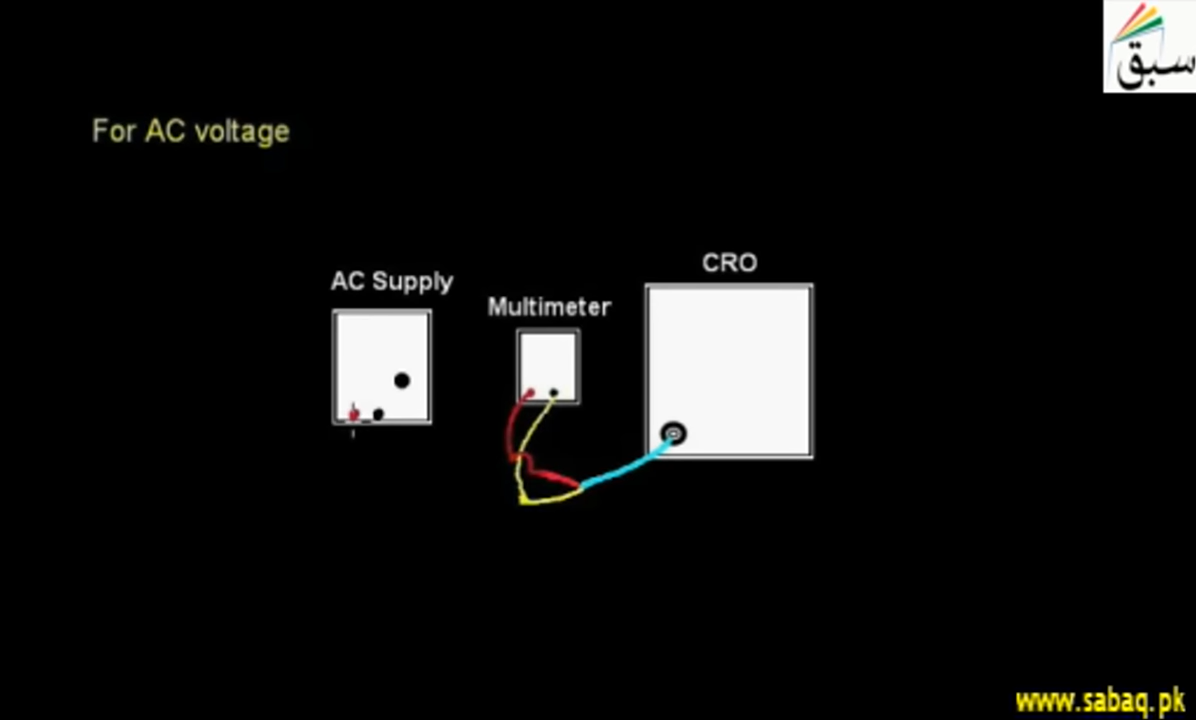 سبق
For AC voltage
CRO
AC Supply
Multimeter
www.sabaq.pk